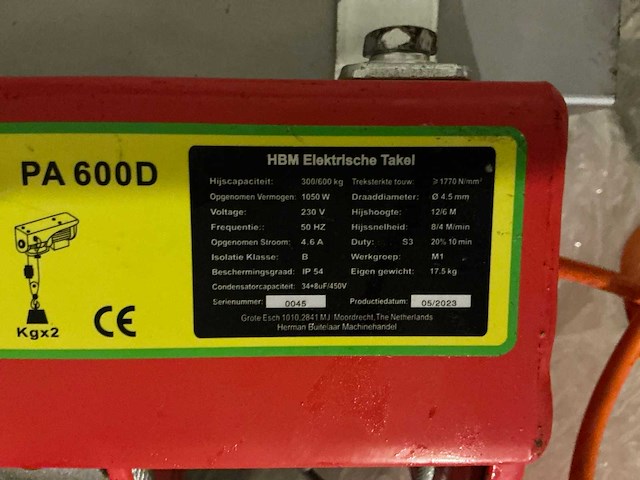 PA 600D
Kgx2
CE
HBM Elektrische Takel
Hijscapaciteit: 300/600 kg Treksterkte touw: ≥1770 N/mm²
Opgenomen Vermogen: 1050 W Draaddiameter: Ø 4.5 mm
Voltage: 230 V Hijshoogte: 12/6 M
Frequentie:: 50 HZ Hijssnelheid: 8/4 M/min
Opgenomen Stroom: 4.6 A Duty: S3 20% 10 min
Isolatie Klasse: B Werkgroep: M1
Beschermingsgraad: IP 54 Eigen gewicht: 17.5 kg
Condensatorcapaciteit: 34+8uF/450V
Serienummer: 0045 Productiedatum: 05/2023
Grote Esch 1010,2841 MJ Moordrecht,The Netherlands
Herman Buitelaar Machinehandel